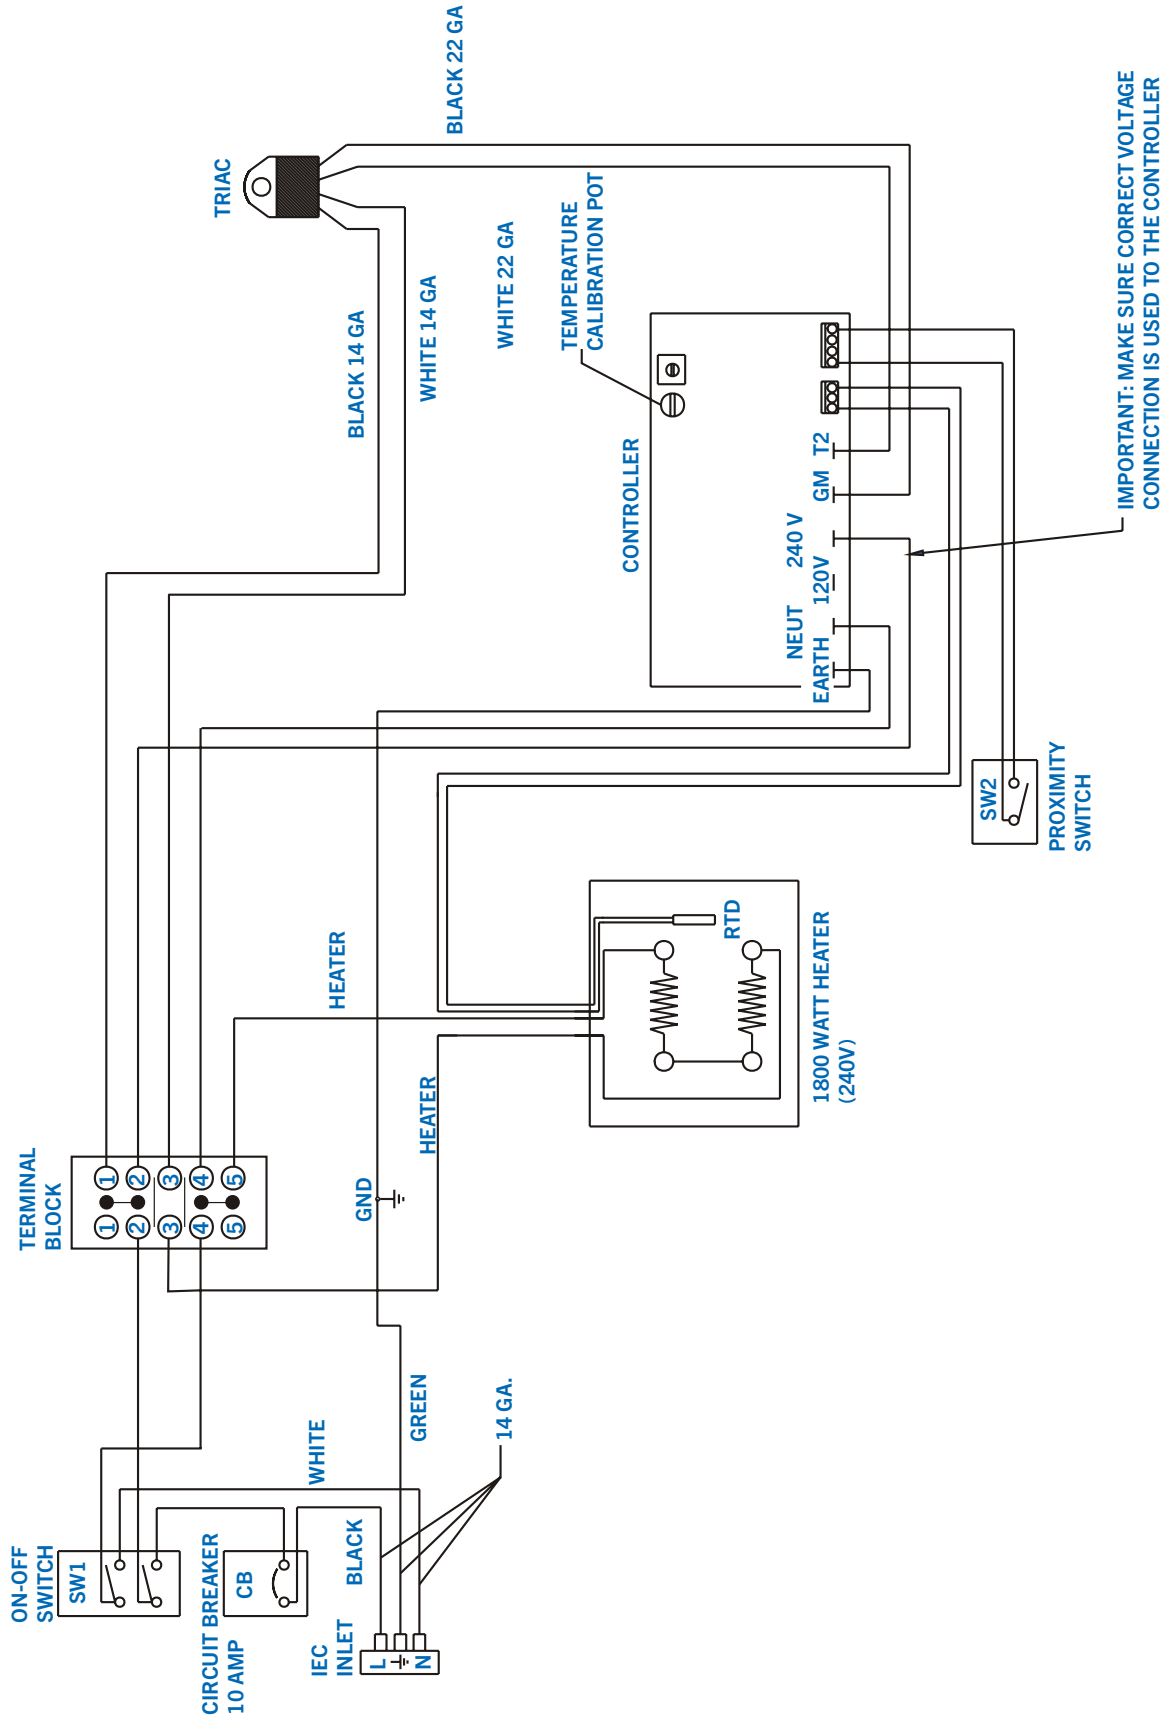 ON-OFF
SWITCH
SW1
CIRCUIT BREAKER
10 AMP
CB
IEC
INLET
L
N
BLACK
WHITE
GREEN
14 GA.
TERMINAL
BLOCK
1 1
2 2
3 3
4 4
5 5
GND
HEATER
HEATER
1800 WATT HEATER
(240V)
RTD
PROXIMITY
SWITCH
SW2
CONTROLLER
EARTH
NEUT
120V
240 V
GM
T2
TEMPERATURE
CALIBRATION POT
WHITE 22 GA
BLACK 14 GA
WHITE 14 GA
TRIAC
BLACK 22 GA
IMPORTANT: MAKE SURE CORRECT VOLTAGE
CONNECTION IS USED TO THE CONTROLLER